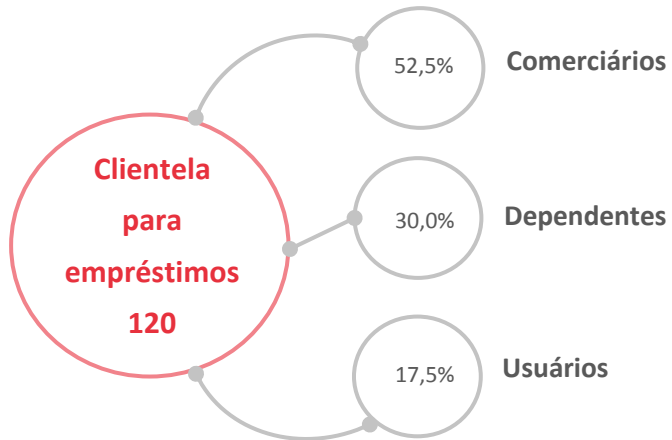 52,5%
Comerciários
Clientela
para
empréstimos
120
30,0%
Dependentes
17,5%
Usuários